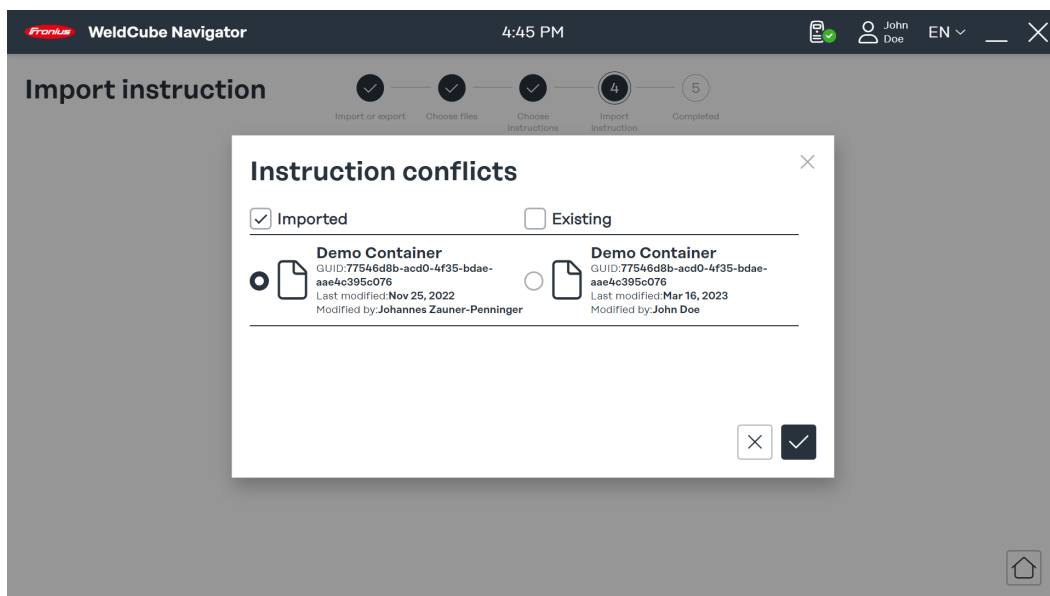 Fronius WeldCube Navigator 4:45 PM John Doe EN
Import instruction
4 5
Import or export Choose files Choose Instructions Import Instruction Completed
Instruction conflicts
Imported Existing
Demo Container
GUID:77546d8b-acd0-4f35-bdae-
aae4c395c076
Last modified:Nov 25, 2022
Modified by:Johannes Zauner-Penninger
Demo Container
GUID:77546d8b-acd0-4f35-bdae-
aae4c395c076
Last modified:Mar 16, 2023
Modified by:John Doe